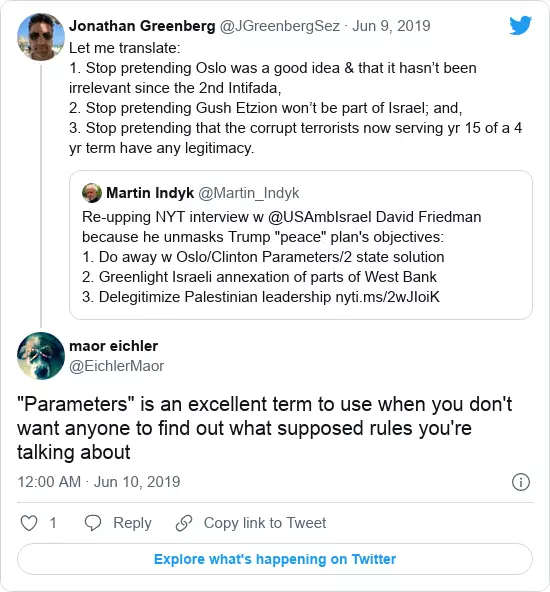 Jonathan Greenberg @JGreenbergSez · Jun 9, 2019
Let me translate:
1. Stop pretending Oslo was a good idea & that it hasn’t been
irrelevant since the 2nd Intifada,
2. Stop pretending Gush Etzion won’t be part of Israel; and,
3. Stop pretending that the corrupt terrorists now serving yr 15 of a 4
yr term have any legitimacy.
Martin Indyk @Martin_Indyk
Re-upping NYT interview w @USAmbIsrael David Friedman
because he unmasks Trump "peace" plan's objectives:
1. Do away w Oslo/Clinton Parameters/2 state solution
2. Greenlight Israeli annexation of parts of West Bank
3. Delegitimize Palestinian leadership nyti.ms/2wJIoiK
maor eichler
@EichlerMaor
"Parameters" is an excellent term to use when you don't
want anyone to find out what supposed rules you're
talking about
12:00 AM · Jun 10, 2019
1 Reply Copy link to Tweet
Explore what's happening on Twitter